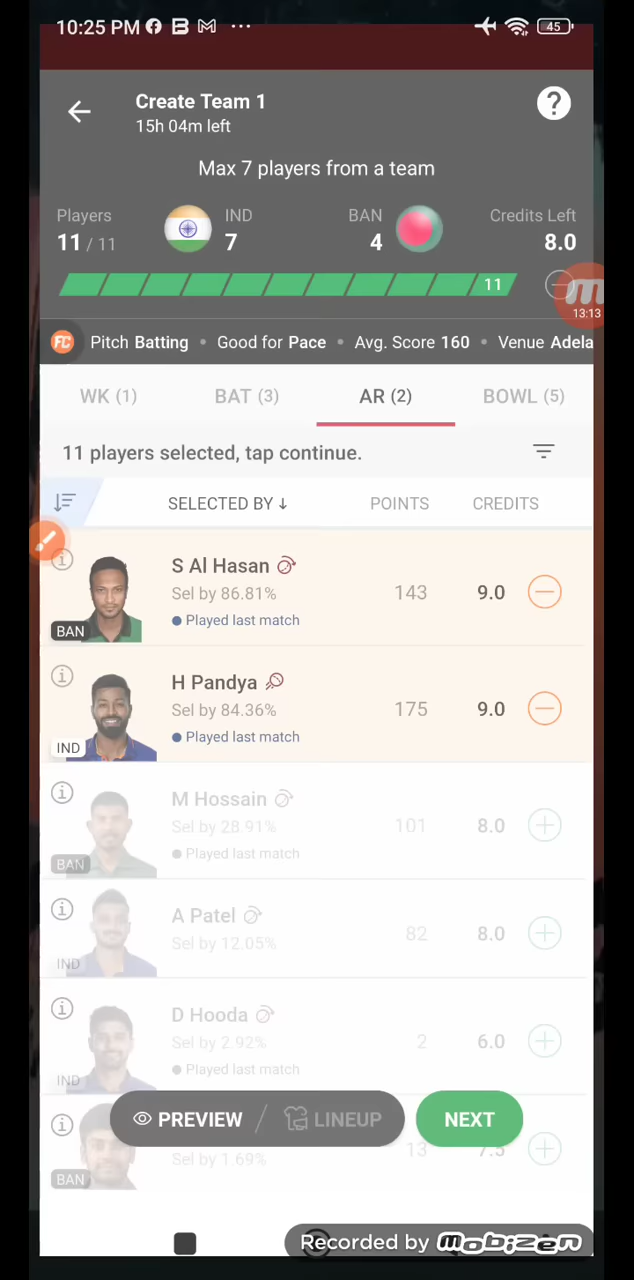 10:25 PM ··· 45
Create Team 1 ?
15h 04m left
Max 7 players from a team
Players IND BAN Credits Left
11 / 11 7 4 8.0
11
13:13
FC Pitch Batting • Good for Pace • Avg. Score 160 • Venue Adela
WK (1) BAT (3) AR (2) BOWL (5)
11 players selected, tap continue.
SELECTED BY ↓ POINTS CREDITS
S Al Hasan
Sel by 86.81% 143 9.0
Played last match
BAN
H Pandya
Sel by 84.36% 175 9.0
Played last match
IND
M Hossain
Sel by 28.91% 101 8.0
Played last match
BAN
A Patel
Sel by 12.05% 82 8.0
IND
D Hooda
Sel by 2.92% 2 6.0
Played last match
IND
PREVIEW / LINEUP NEXT
Sel by 1.69% 13 7.5
BAN
Recorded by mobizen